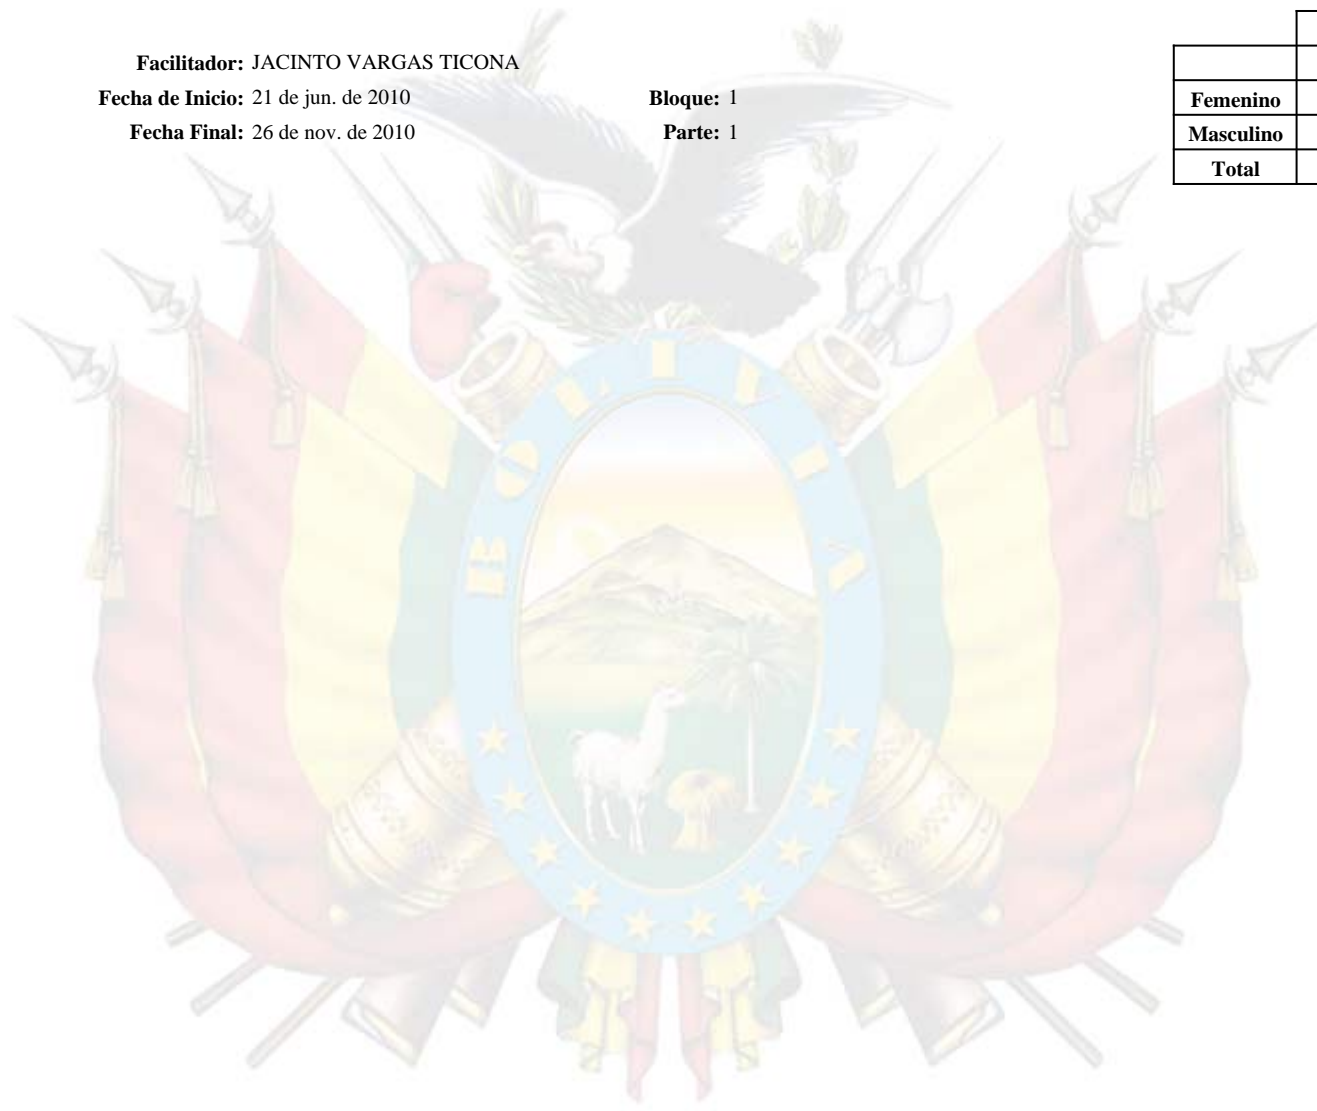 Facilitador: JACINTO VARGAS TICONA
Fecha de Inicio: 21 de jun. de 2010 Bloque: 1
Fecha Final: 26 de nov. de 2010 Parte: 1
Femenino
Masculino
Total
BOLIVIA